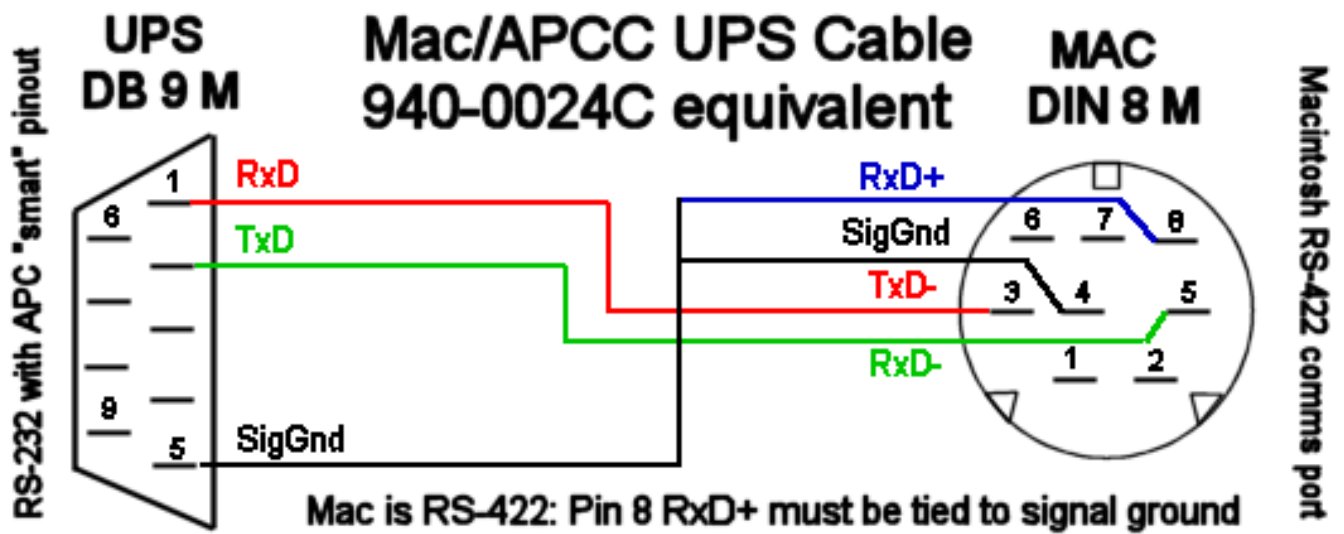 UPS
DB 9 M
Mac/APCC UPS Cable
940-0024C equivalent
MAC
DIN 8 M
RS-232 with APC "smart" pinout
Macintosh RS-422 comms port
1
RxD
RxD+
6
TxD
SigGnd
6
7
8
TxD-
3
4
5
RxD-
1
2
9
5
SigGnd
Mac is RS-422: Pin 8 RxD+ must be tied to signal ground